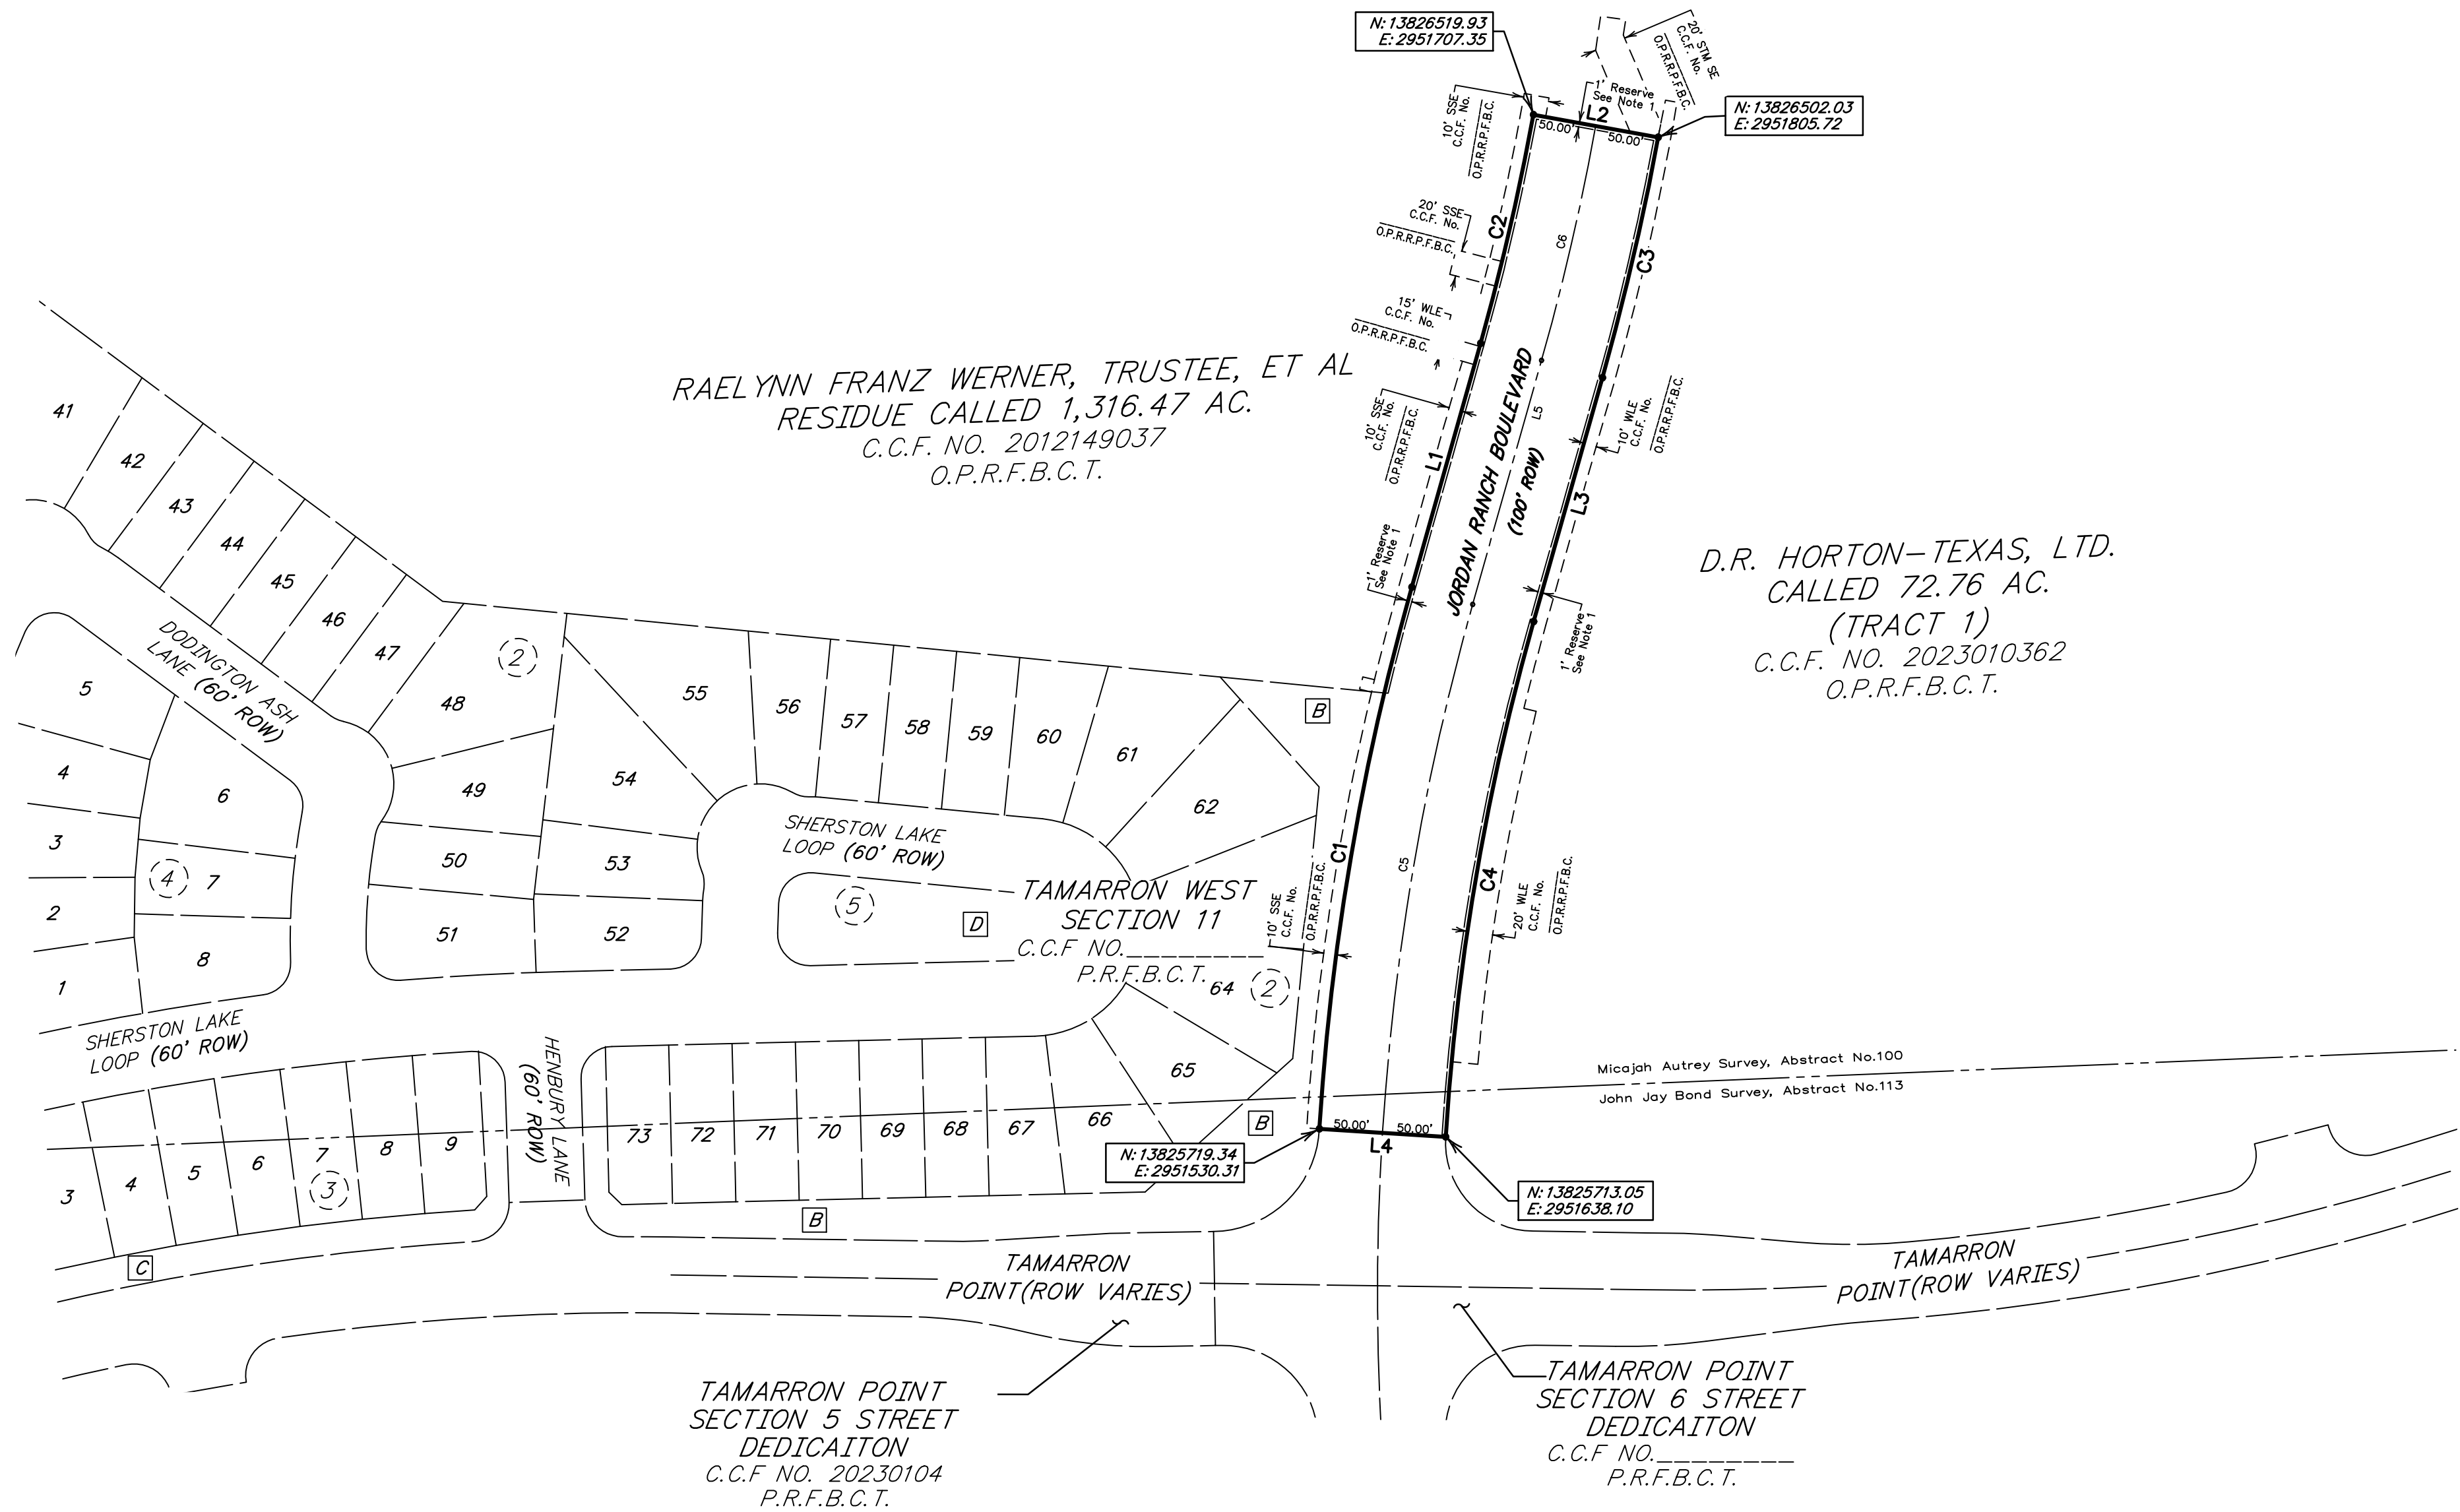 N: 13826519.93
E: 2951707.35
20' STM SE
C.C.F. No.
O.P.R.R.P.F.B.C.
1' Reserve
See Note 1
L2
50.00'
50.00'
N: 13826502.03
E: 2951805.72
10' SSE
C.C.F. No.
O.P.R.R.P.F.B.C.
20' SSE
C.C.F. No.
O.P.R.R.P.F.B.C.
C2
C6
C3
15' WLE
C.C.F. No.
O.P.R.R.P.F.B.C.
RAELYNN FRANZ WERNER, TRUSTEE, ET AL
RESIDUE CALLED 1,316.47 AC.
C.C.F. NO. 2012149037
O.P.R.F.B.C.T.
10' SSE
C.C.F. No.
O.P.R.R.P.F.B.C.
L1
JORDAN RANCH BOULEVARD
(100' ROW)
L5
L3
10' WLE
C.C.F. No.
O.P.R.R.P.F.B.C.
1' Reserve
See Note 1
1' Reserve
See Note 1
D.R. HORTON-TEXAS, LTD.
CALLED 72.76 AC.
(TRACT 1)
C.C.F. NO. 2023010362
O.P.R.F.B.C.T.
41
42
43
44
45
46
47
48
2
DODINGTON ASH
LANE (60' ROW)
5
4
3
2
1
4
6
7
8
49
50
51
52
53
54
55
56
57
58
59
60
61
62
B
SHERSTON LAKE
LOOP (60' ROW)
5
D
TAMARRON WEST
SECTION 11
C.C.F NO.________
P.R.F.B.C.T.
64
2
10' SSE
C.C.F. No.
O.P.R.R.P.F.B.C.
C1
C5
C4
20' WLE
C.C.F. No.
O.P.R.R.P.F.B.C.
SHERSTON LAKE
LOOP (60' ROW)
HENBURY LANE
(60' ROW)
Micajah Autrey Survey, Abstract No.100
John Jay Bond Survey, Abstract No.113
3
4
5
6
7
8
9
3
73
72
71
70
69
68
67
66
65
B
50.00'
50.00'
L4
N: 13825719.34
E: 2951530.31
N: 13825713.05
E: 2951638.10
B
C
TAMARRON
POINT(ROW VARIES)
TAMARRON
POINT(ROW VARIES)
TAMARRON POINT
SECTION 5 STREET
DEDICAITON
C.C.F NO. 20230104
P.R.F.B.C.T.
TAMARRON POINT
SECTION 6 STREET
DEDICAITON
C.C.F NO.________
P.R.F.B.C.T.